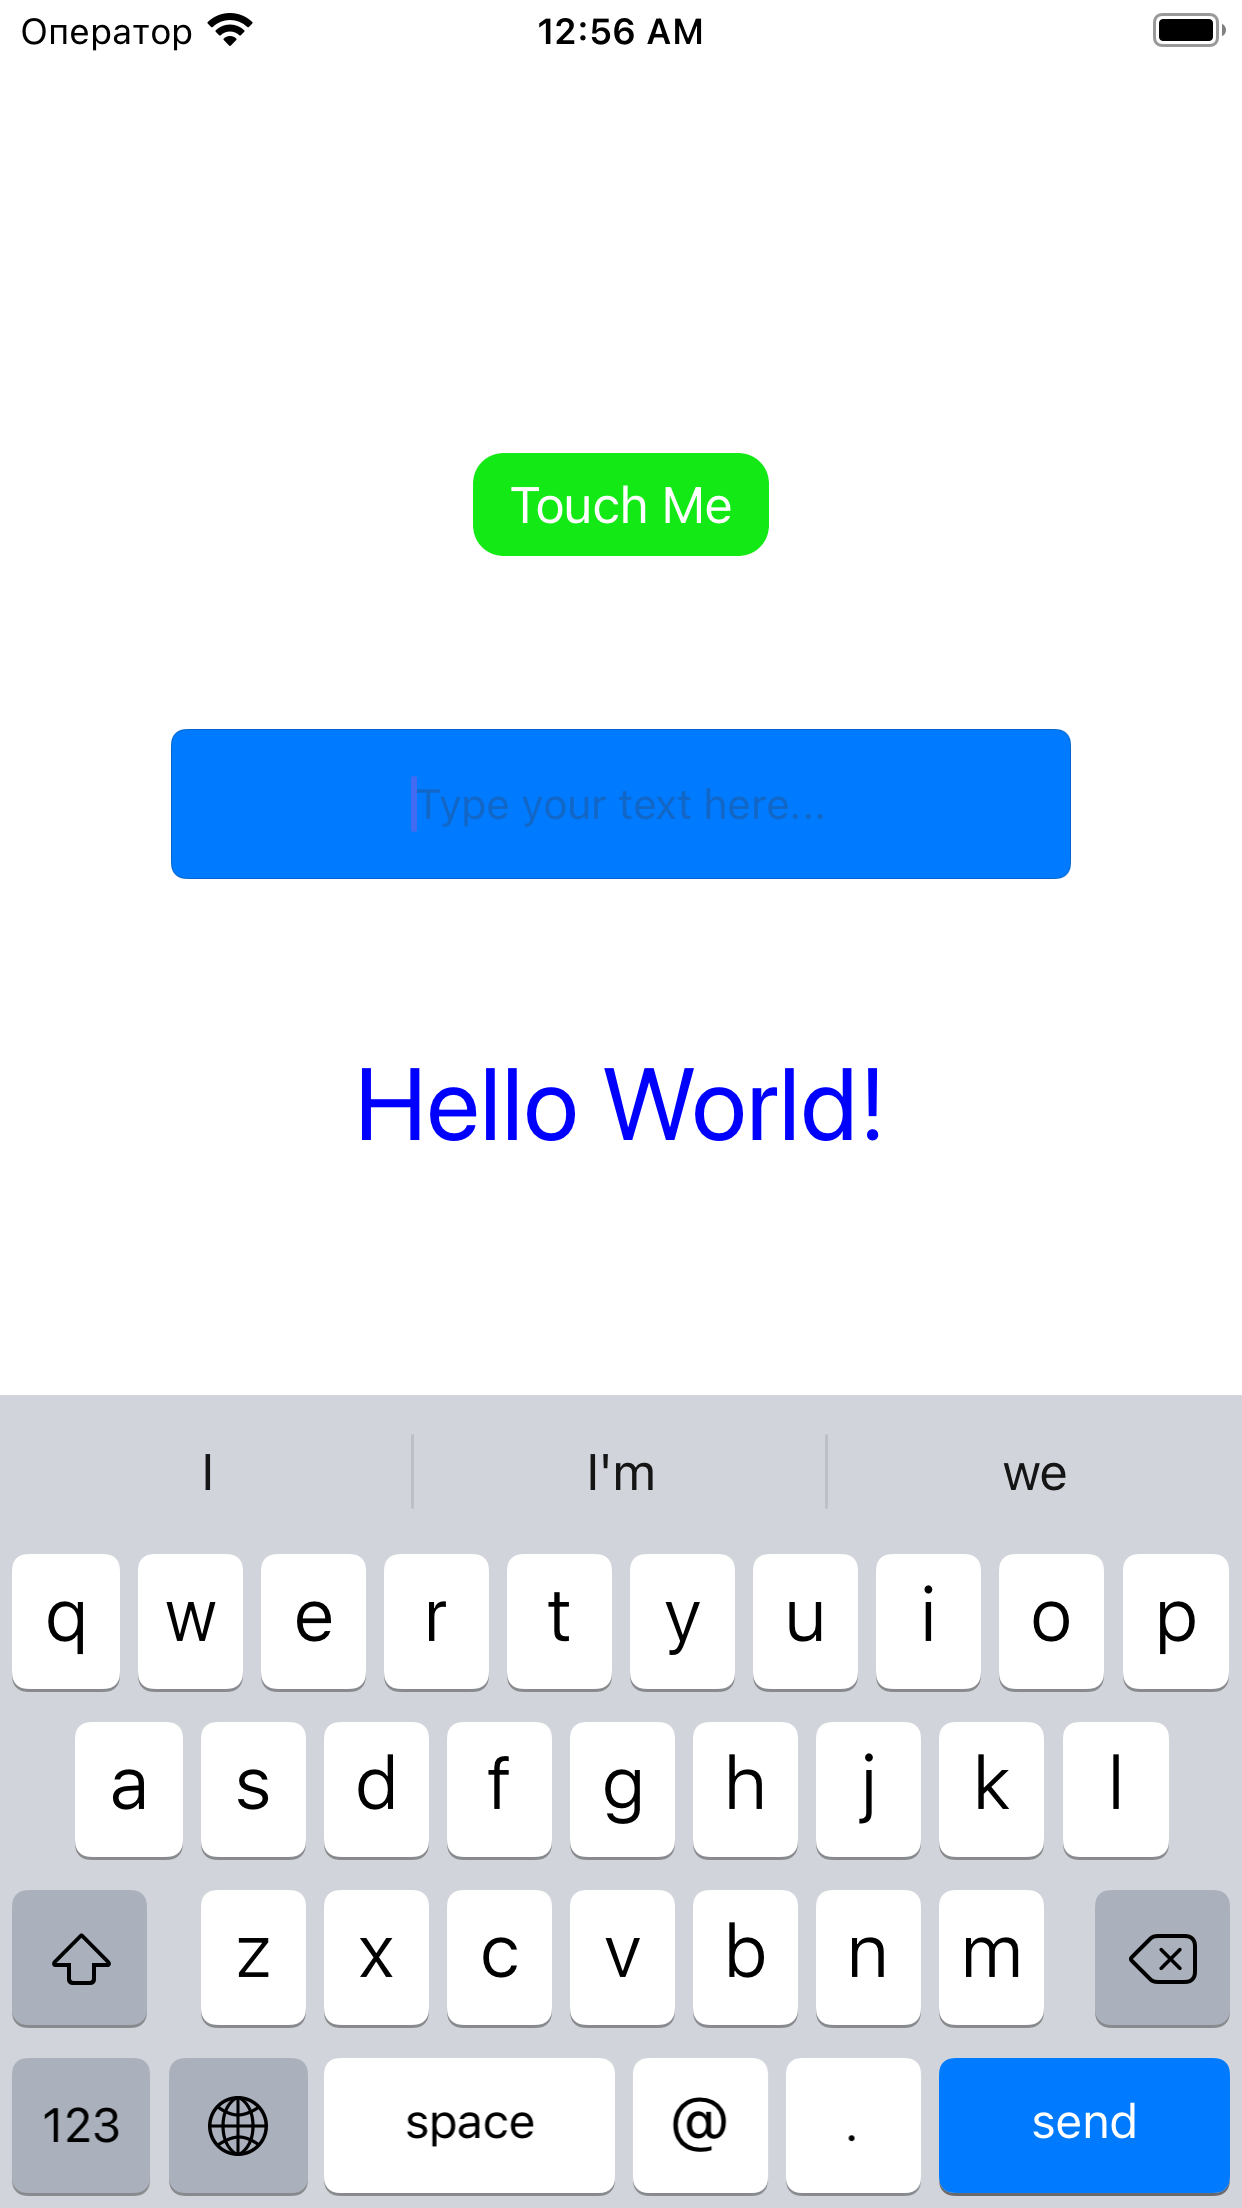 Оператор 12:56 AM
Touch Me
Type your text here...
Hello World!
I I'm we
q w e r t y u i o p
a s d f g h j k l
z x c v b n m
123 space @ . send